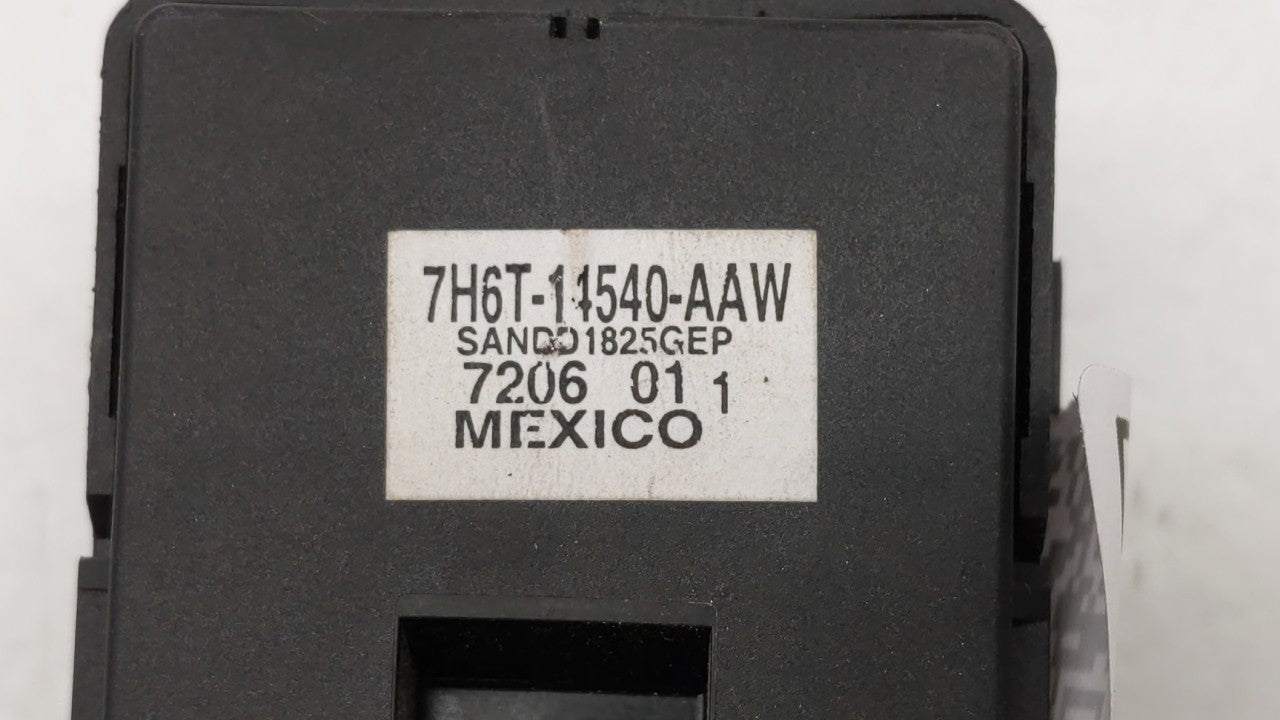 7H6T-14540-AAW
SANDD1825GEP
7206 01 1
MEXICO